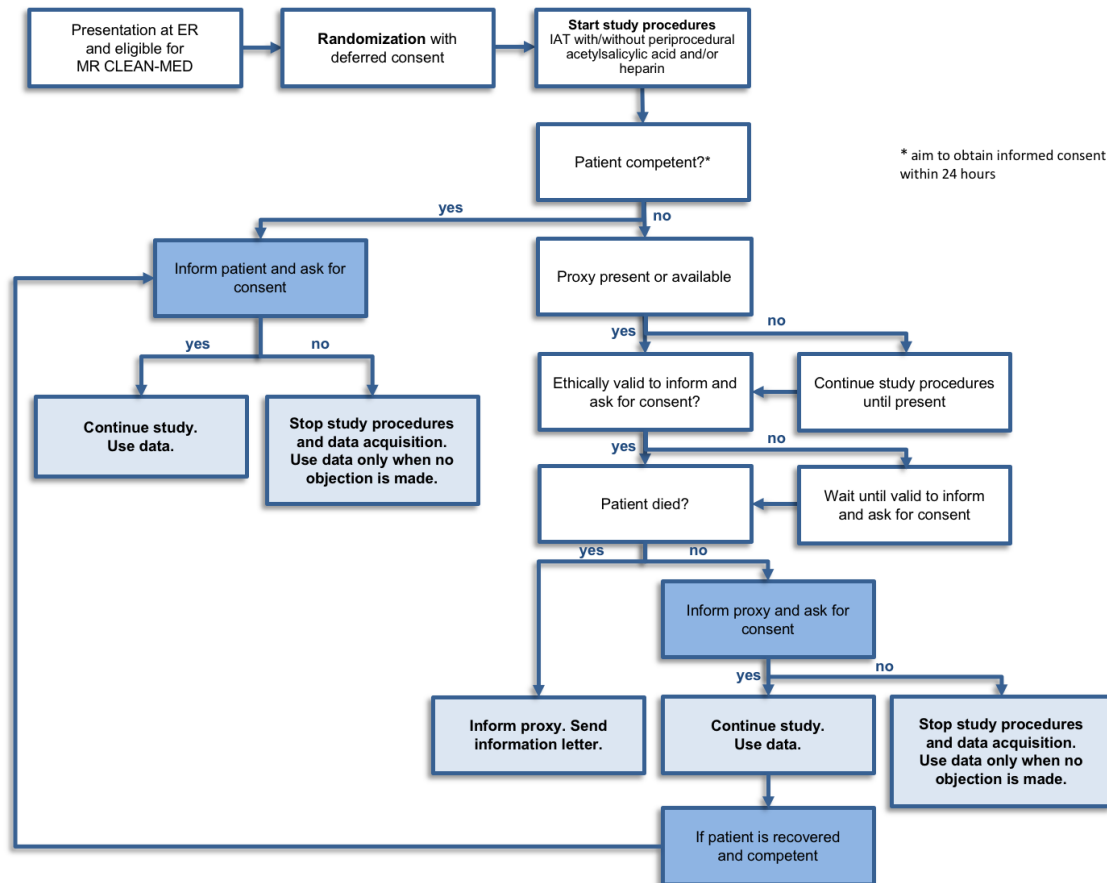 Presentation at ER
and eligible for
MR CLEAN-MED
Randomization with
deferred consent
Start study procedures
IAT with/without periprocedural
acetylsalicylic acid and/or
heparin
Patient competent?*
* aim to obtain informed consent
within 24 hours
yes
no
Inform patient and ask for
consent
Proxy present or available
yes
no
yes
no
Continue study.
Use data.
Stop study procedures
and data acquisition.
Use data only when no
objection is made.
Ethically valid to inform and
ask for consent?
Continue study procedures
until present
yes
no
Patient died?
Wait until valid to inform
and ask for consent
yes
no
Inform proxy and ask for
consent
yes
no
Inform proxy. Send
information letter.
Continue study.
Use data.
Stop study procedures
and data acquisition.
Use data only when no
objection is made.
If patient is recovered
and competent